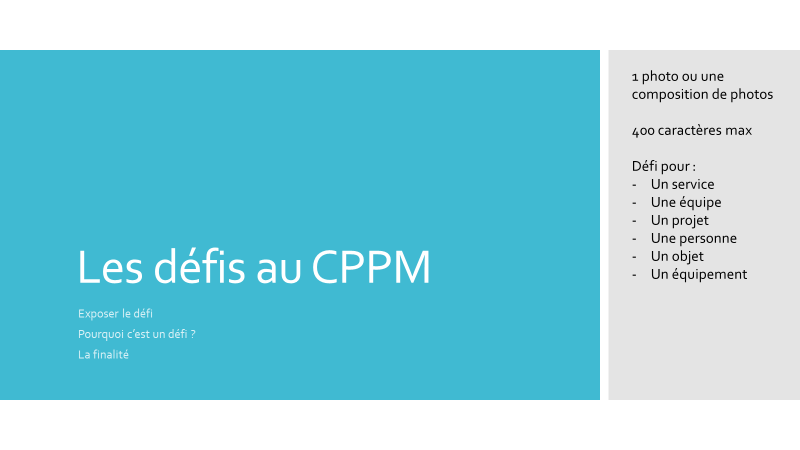 Les défis au CPPM
Exposer le défi
Pourquoi c'est un défi ?
La finalité
1 photo ou une
composition de photos
400 caractères max
Défi pour :
- Un service
- Une équipe
- Un projet
- Une personne
- Un objet
- Un équipement